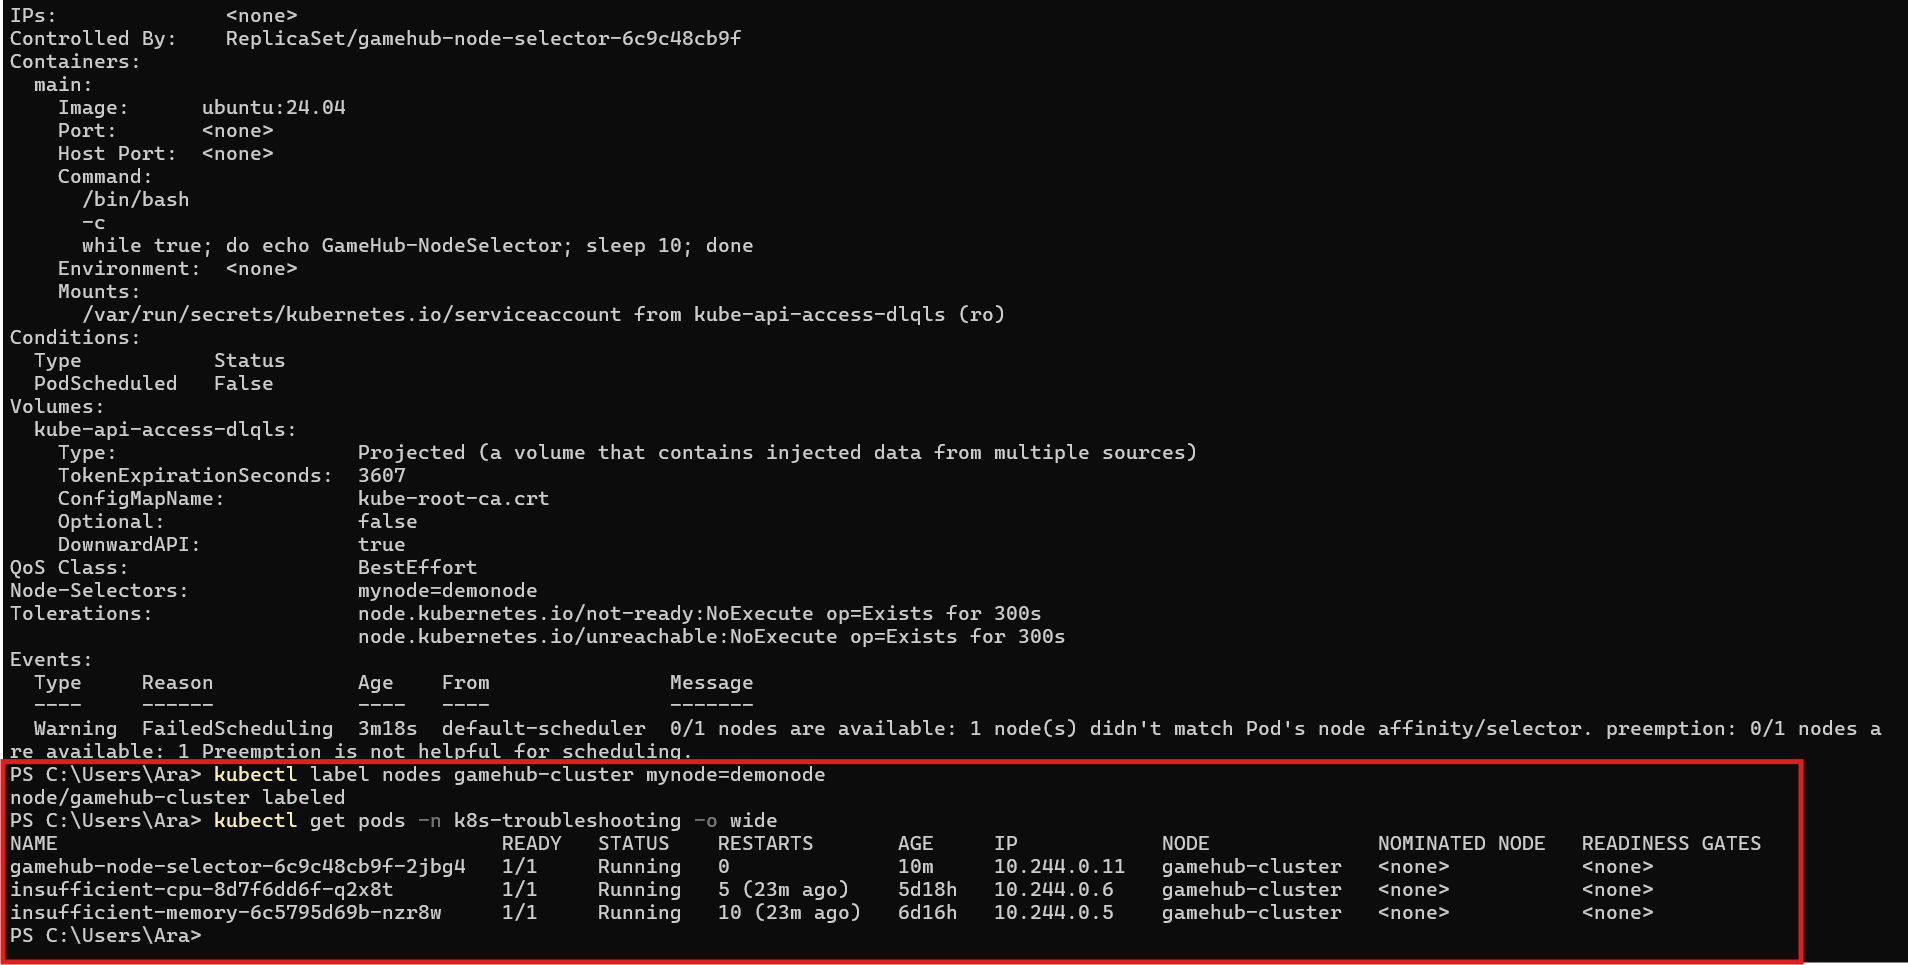 IPs:              <none>
Controlled By:    ReplicaSet/gamehub-node-selector-6c9c48cb9f
Containers:
  main:
    Image:      ubuntu:24.04
    Port:       <none>
    Host Port:  <none>
    Command:
      /bin/bash
      -c
      while true; do echo GameHub-NodeSelector; sleep 10; done
    Environment:  <none>
    Mounts:
      /var/run/secrets/kubernetes.io/serviceaccount from kube-api-access-dlqls (ro)
Conditions:
  Type           Status
  PodScheduled   False
Volumes:
  kube-api-access-dlqls:
    Type:                    Projected (a volume that contains injected data from multiple sources)
    TokenExpirationSeconds:  3607
    ConfigMapName:           kube-root-ca.crt
    Optional:                false
    DownwardAPI:             true
QoS Class:                   BestEffort
Node-Selectors:              mynode=demonode
Tolerations:                 node.kubernetes.io/not-ready:NoExecute op=Exists for 300s
                             node.kubernetes.io/unreachable:NoExecute op=Exists for 300s
Events:
  Type     Reason            Age    From               Message
  ----     ------            ----   ----               -------
  Warning  FailedScheduling  3m18s  default-scheduler  0/1 nodes are available: 1 node(s) didn't match Pod's node affinity/selector. preemption: 0/1 nodes a
re available: 1 Preemption is not helpful for scheduling.
PS C:\Users\Ara> kubectl label nodes gamehub-cluster mynode=demonode
node/gamehub-cluster labeled
PS C:\Users\Ara> kubectl get pods -n k8s-troubleshooting -o wide
NAME                                     READY   STATUS    RESTARTS       AGE     IP            NODE              NOMINATED NODE   READINESS GATES
gamehub-node-selector-6c9c48cb9f-2jbg4   1/1     Running   0              10m     10.244.0.11   gamehub-cluster   <none>           <none>
insufficient-cpu-8d7f6dd6f-q2x8t         1/1     Running   5 (23m ago)    5d18h   10.244.0.6    gamehub-cluster   <none>           <none>
insufficient-memory-6c5795d69b-nzr8w     1/1     Running   10 (23m ago)   6d16h   10.244.0.5    gamehub-cluster   <none>           <none>
PS C:\Users\Ara>